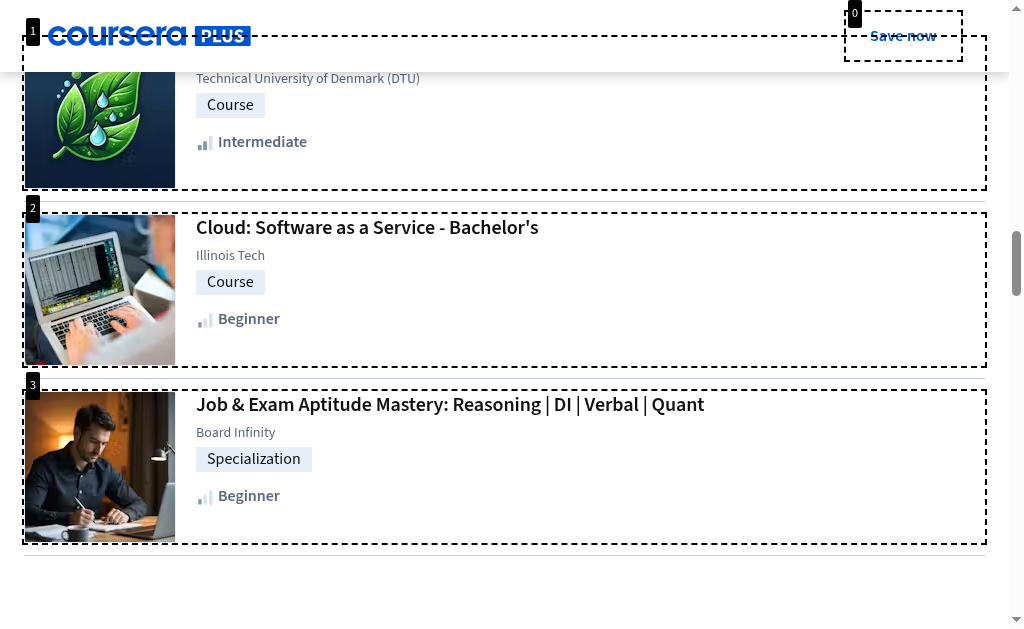 coursera PLUS
Save now
Technical University of Denmark (DTU)
Course
Intermediate
Cloud: Software as a Service - Bachelor's
Illinois Tech
Course
Beginner
Job & Exam Aptitude Mastery: Reasoning | DI | Verbal | Quant
Board Infinity
Specialization
Beginner
0
1
2
3